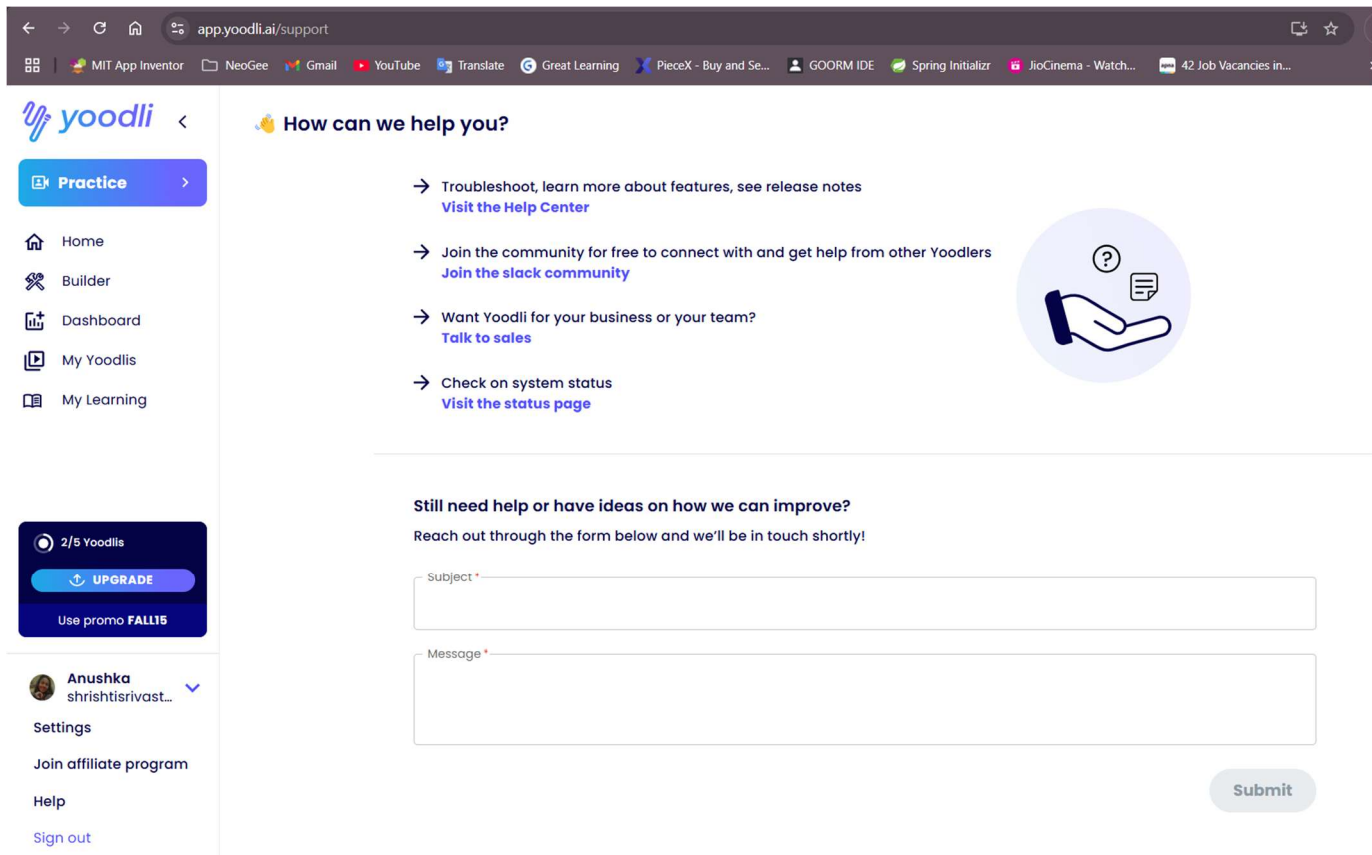 app.yoodli.ai/support
MIT App Inventor NeoGee Gmail YouTube Translate Great Learning PieceX - Buy and Se... GOORM IDE Spring Initializr JioCinema - Watch... 42 Job Vacancies in...
yoodli
Practice
Home
Builder
Dashboard
My Yoodlis
My Learning
2/5 Yoodlis
UPGRADE
Use promo FALL15
Anushka
shrishtisrivast...
Settings
Join affiliate program
Help
Sign out
👋 How can we help you?
→ Troubleshoot, learn more about features, see release notes
Visit the Help Center
→ Join the community for free to connect with and get help from other Yoodlers
Join the slack community
→ Want Yoodli for your business or your team?
Talk to sales
→ Check on system status
Visit the status page
?
Still need help or have ideas on how we can improve?
Reach out through the form below and we'll be in touch shortly!
Subject *
Message *
Submit